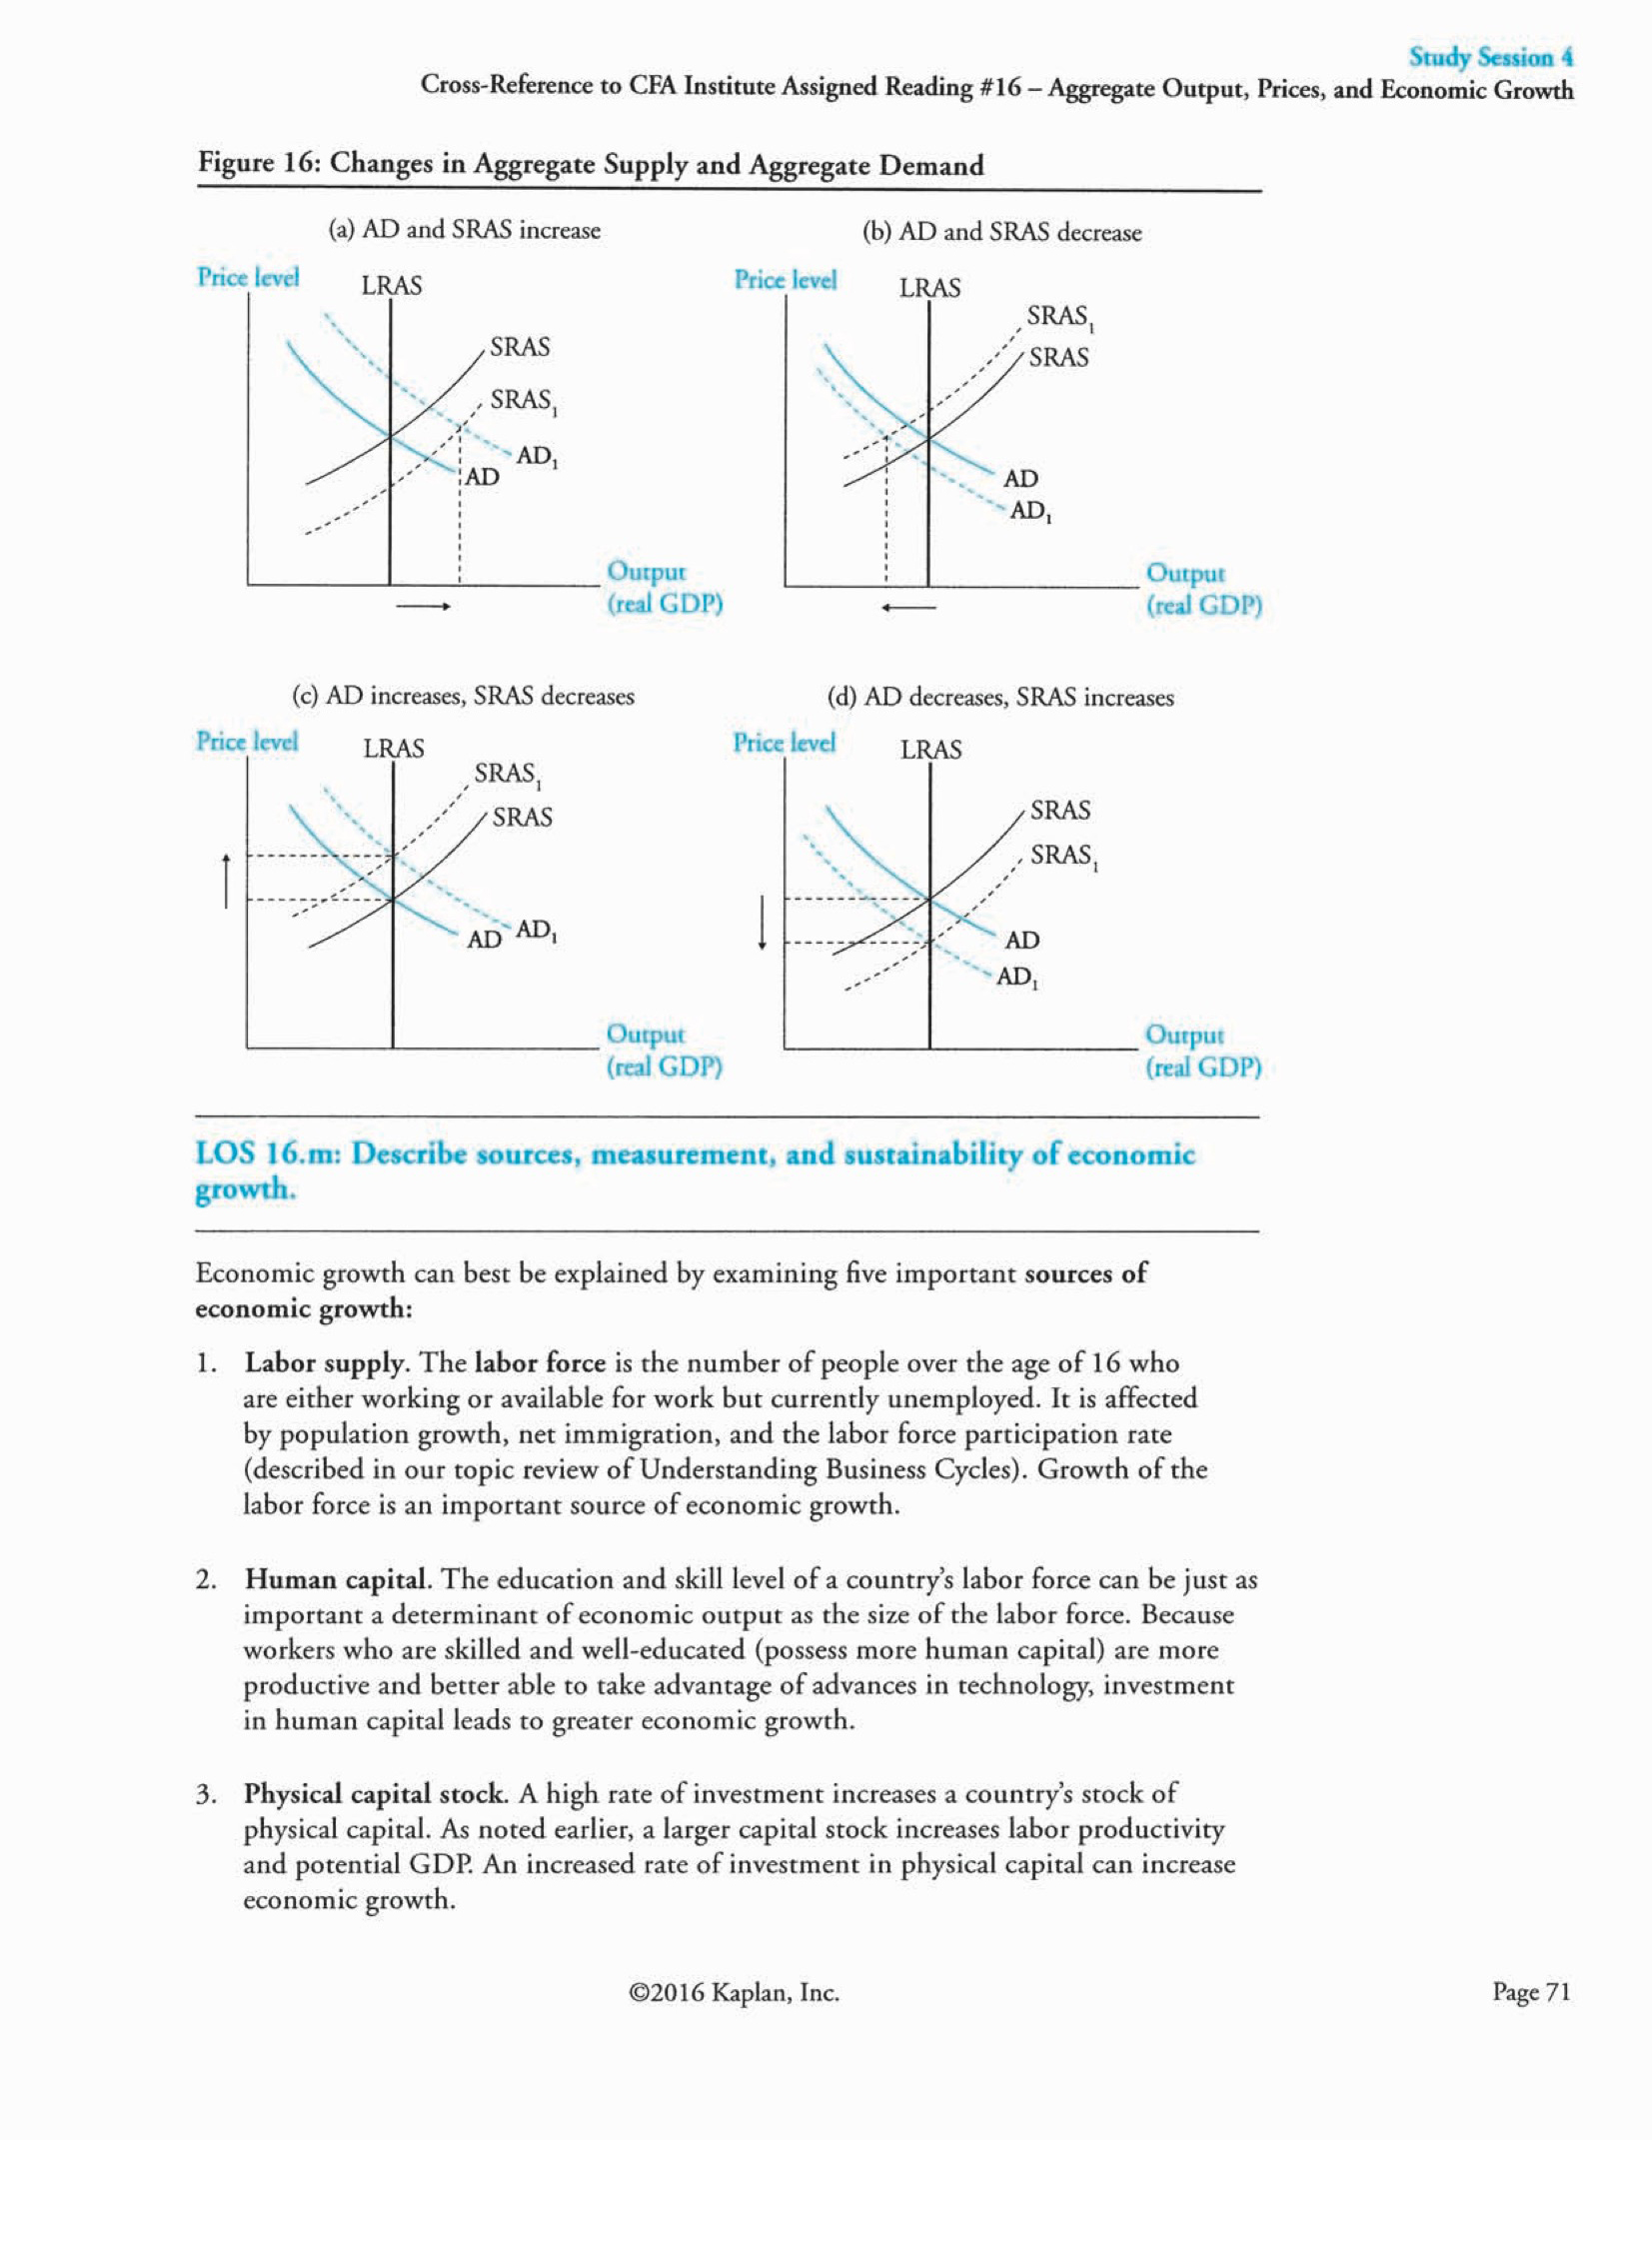 Study Session 4
Cross-Reference to CFA Institute Assigned Reading #16 – Aggregate Output, Prices, and Economic Growth
Figure 16: Changes in Aggregate Supply and Aggregate Demand
(a) AD and SRAS increase
Price level
LRAS
SRAS
SRAS₁
AD₁
AD
Output
(real GDP)
(b) AD and SRAS decrease
Price level
LRAS
SRAS₁
SRAS
AD
AD₁
Output
(real GDP)
(c) AD increases, SRAS decreases
Price level
LRAS
SRAS₁
SRAS
AD AD₁
Output
(real GDP)
(d) AD decreases, SRAS increases
Price level
LRAS
SRAS
SRAS₁
AD
AD₁
Output
(real GDP)
LOS 16.m: Describe sources, measurement, and sustainability of economic
growth.
Economic growth can best be explained by examining five important sources of
economic growth:
1. Labor supply. The labor force is the number of people over the age of 16 who
are either working or available for work but currently unemployed. It is affected
by population growth, net immigration, and the labor force participation rate
(described in our topic review of Understanding Business Cycles). Growth of the
labor force is an important source of economic growth.
2. Human capital. The education and skill level of a country's labor force can be just as
important a determinant of economic output as the size of the labor force. Because
workers who are skilled and well-educated (possess more human capital) are more
productive and better able to take advantage of advances in technology, investment
in human capital leads to greater economic growth.
3. Physical capital stock. A high rate of investment increases a country's stock of
physical capital. As noted earlier, a larger capital stock increases labor productivity
and potential GDP. An increased rate of investment in physical capital can increase
economic growth.
©2016 Kaplan, Inc.
Page 71